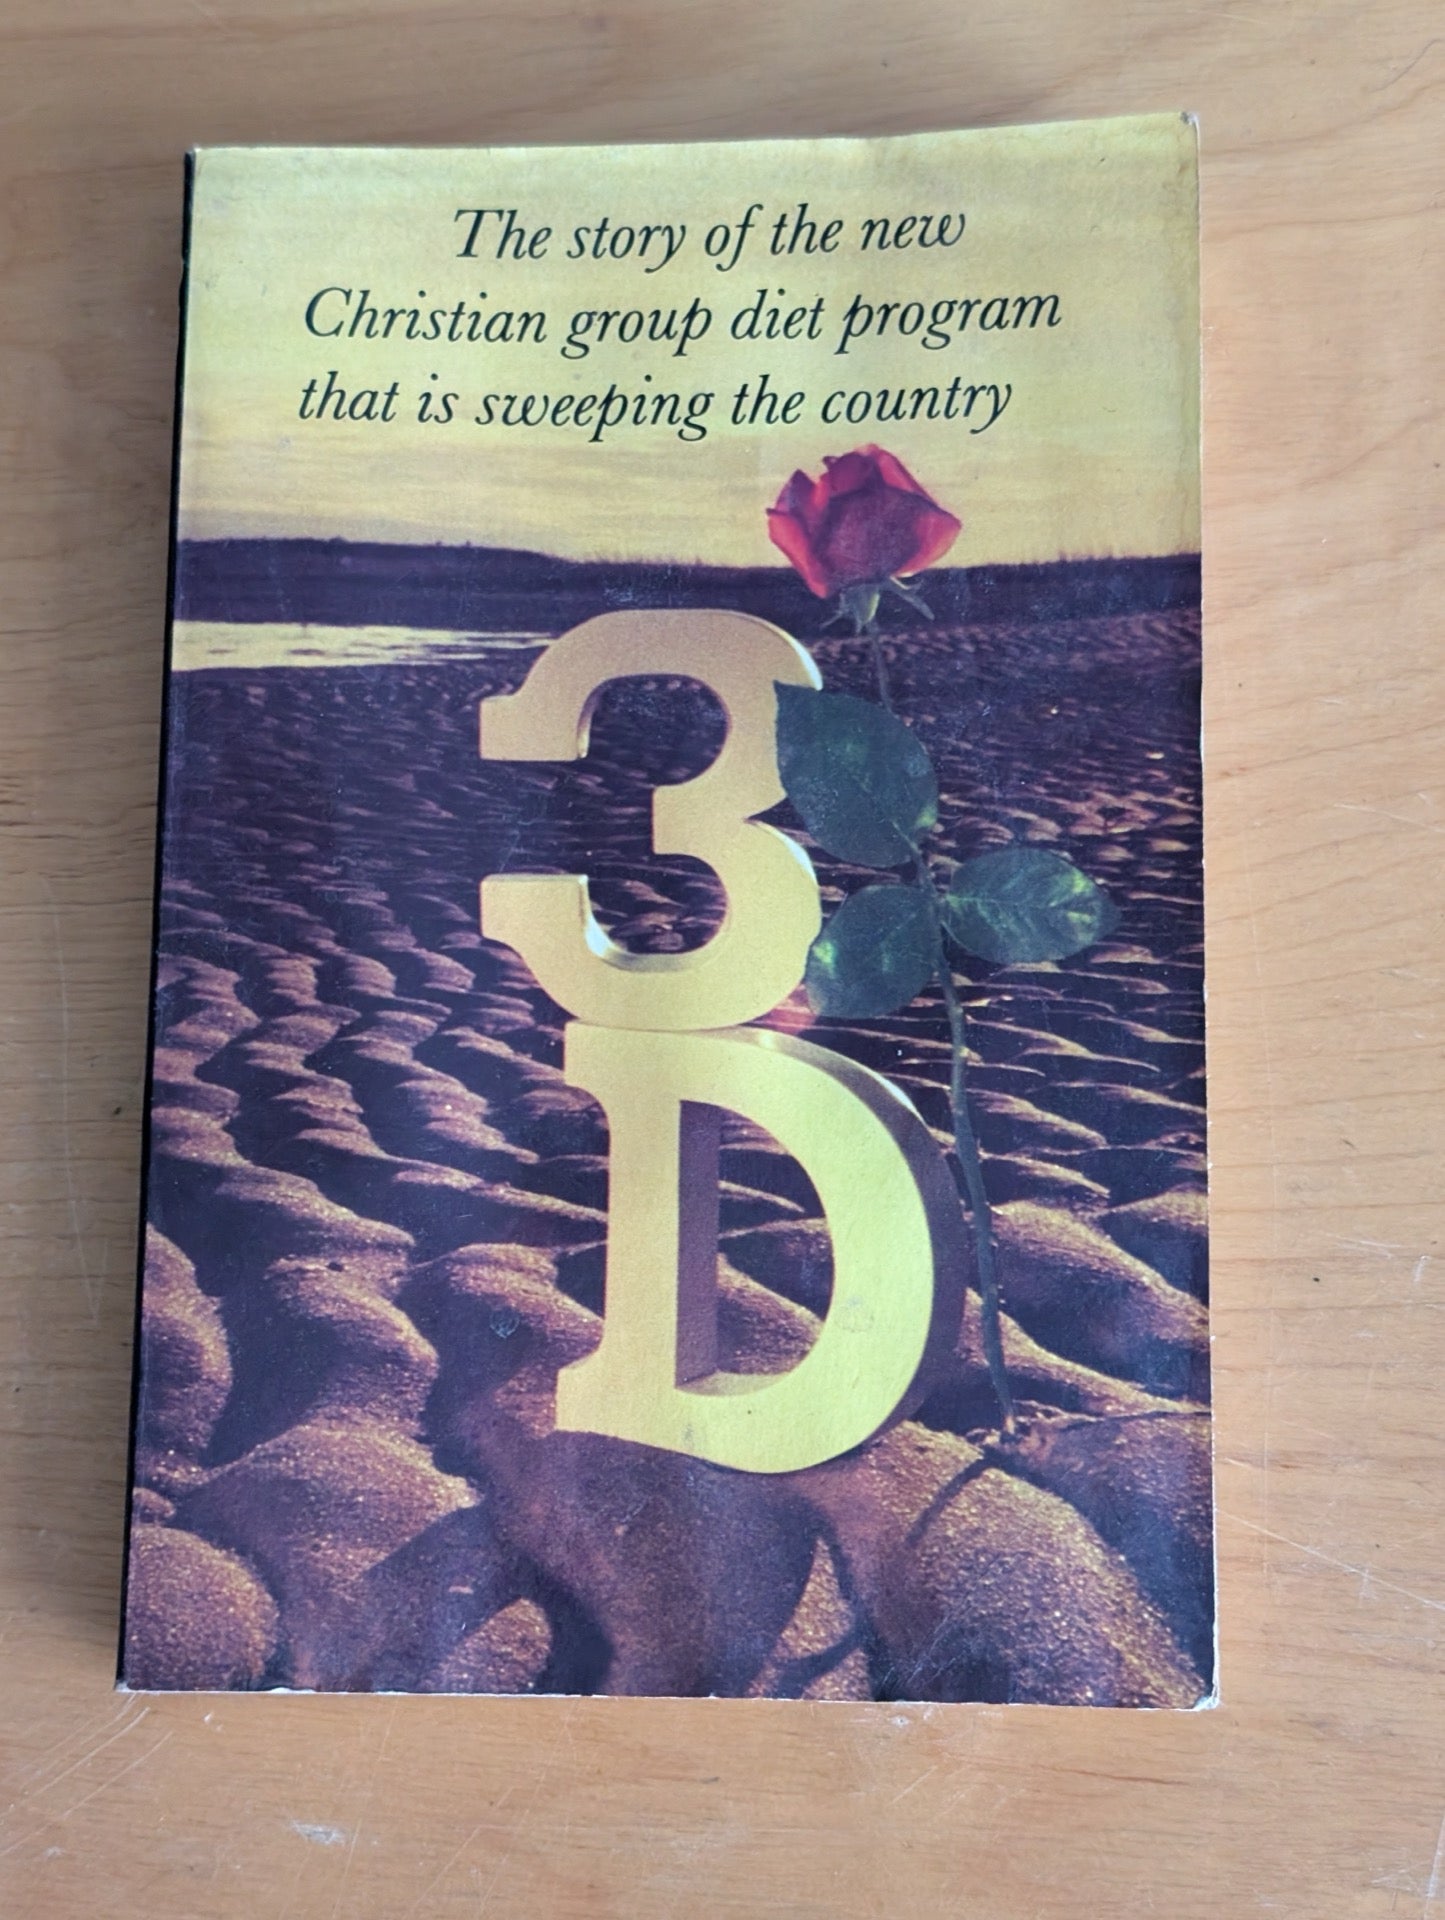 The story of the new
Christian group diet program
that is sweeping the country
3
D